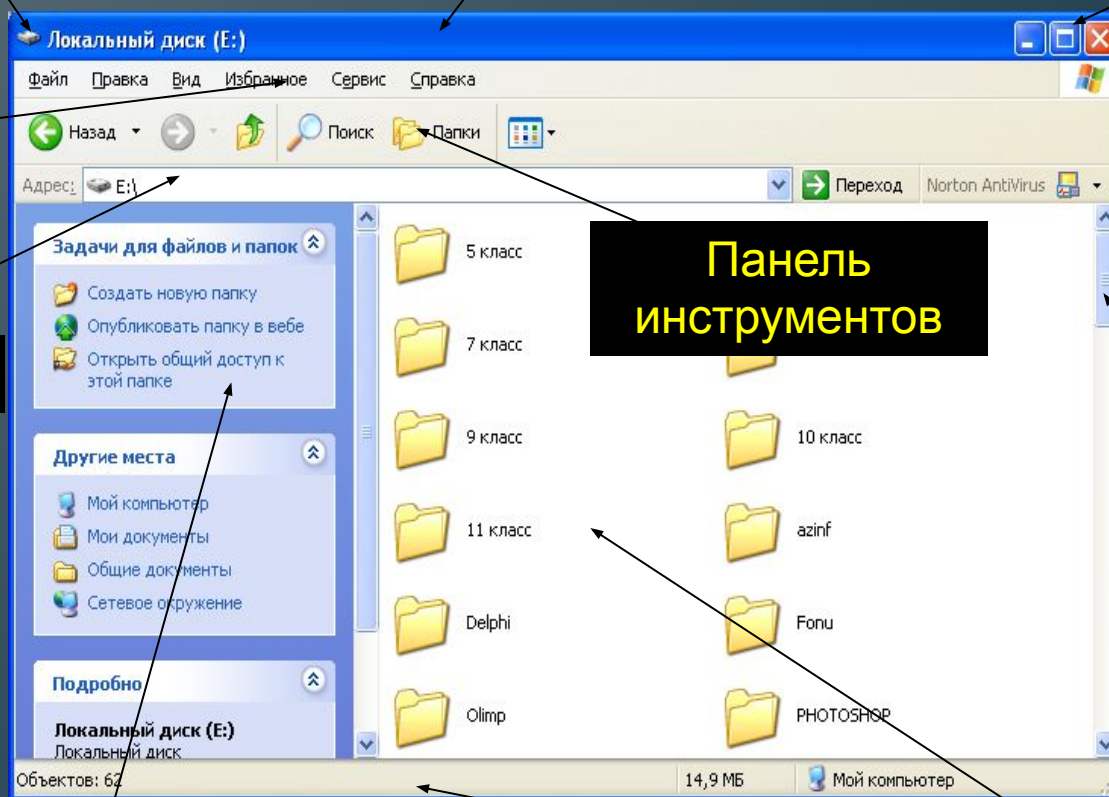 Локальный диск (E:)
Файл Правка Вид Избранное Сервис Справка
Назад Поиск Папки
Адрес: E:\ Переход Norton AntiVirus
Задачи для файлов и папок
Создать новую папку
Опубликовать папку в вебе
Открыть общий доступ к
этой папке
Другие места
Мой компьютер
Мои документы
Общие документы
Сетевое окружение
Подробно
Локальный диск (E:)
Локальный диск
5 класс
7 класс
9 класс
10 класс
11 класс
azinf
Delphi
Fonu
Olimp
PHOTOSHOP
Панель
инструментов
Объектов: 62 14,9 МБ Мой компьютер